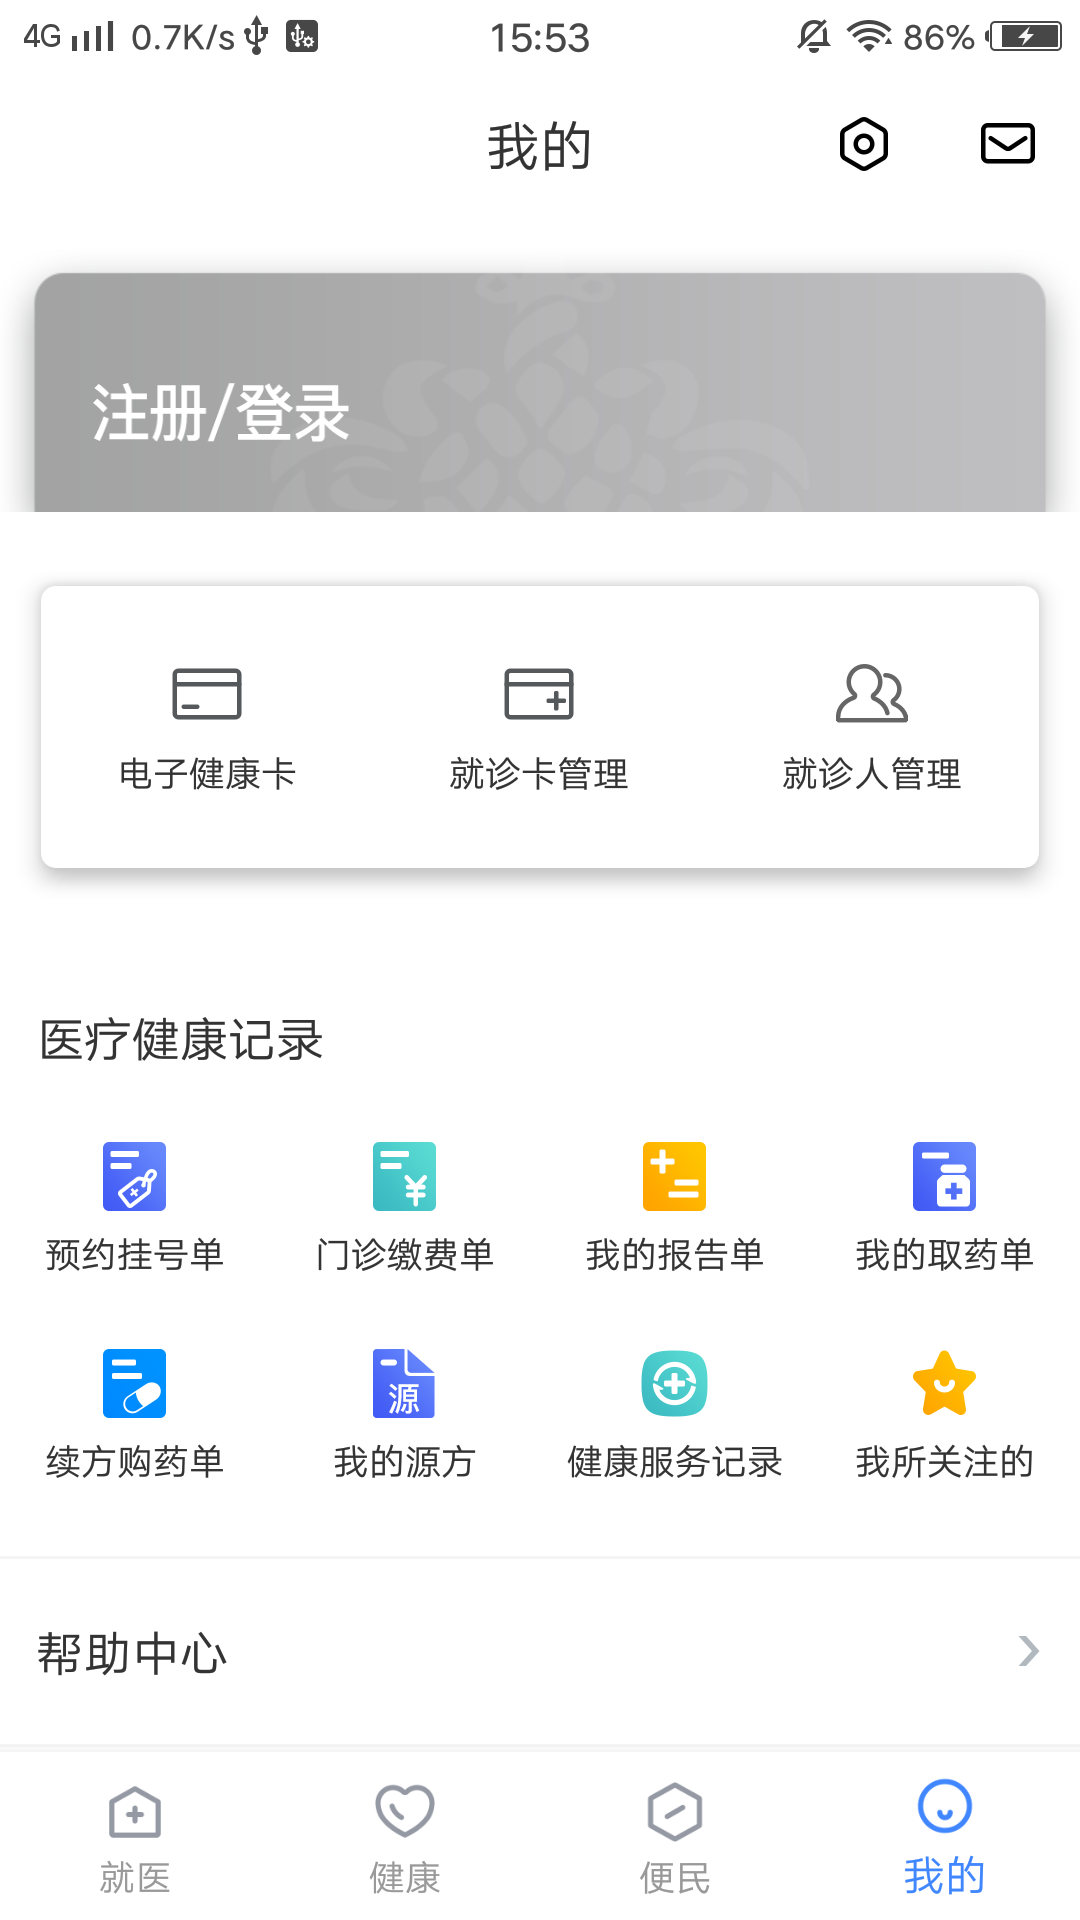 4G 0.7K/s 15:53 86%
我的
注册/登录
电子健康卡 就诊卡管理 就诊人管理
医疗健康记录
预约挂号单 门诊缴费单 我的报告单 我的取药单
源
续方购药单 我的源方 健康服务记录 我所关注的
帮助中心
就医 健康 便民 我的